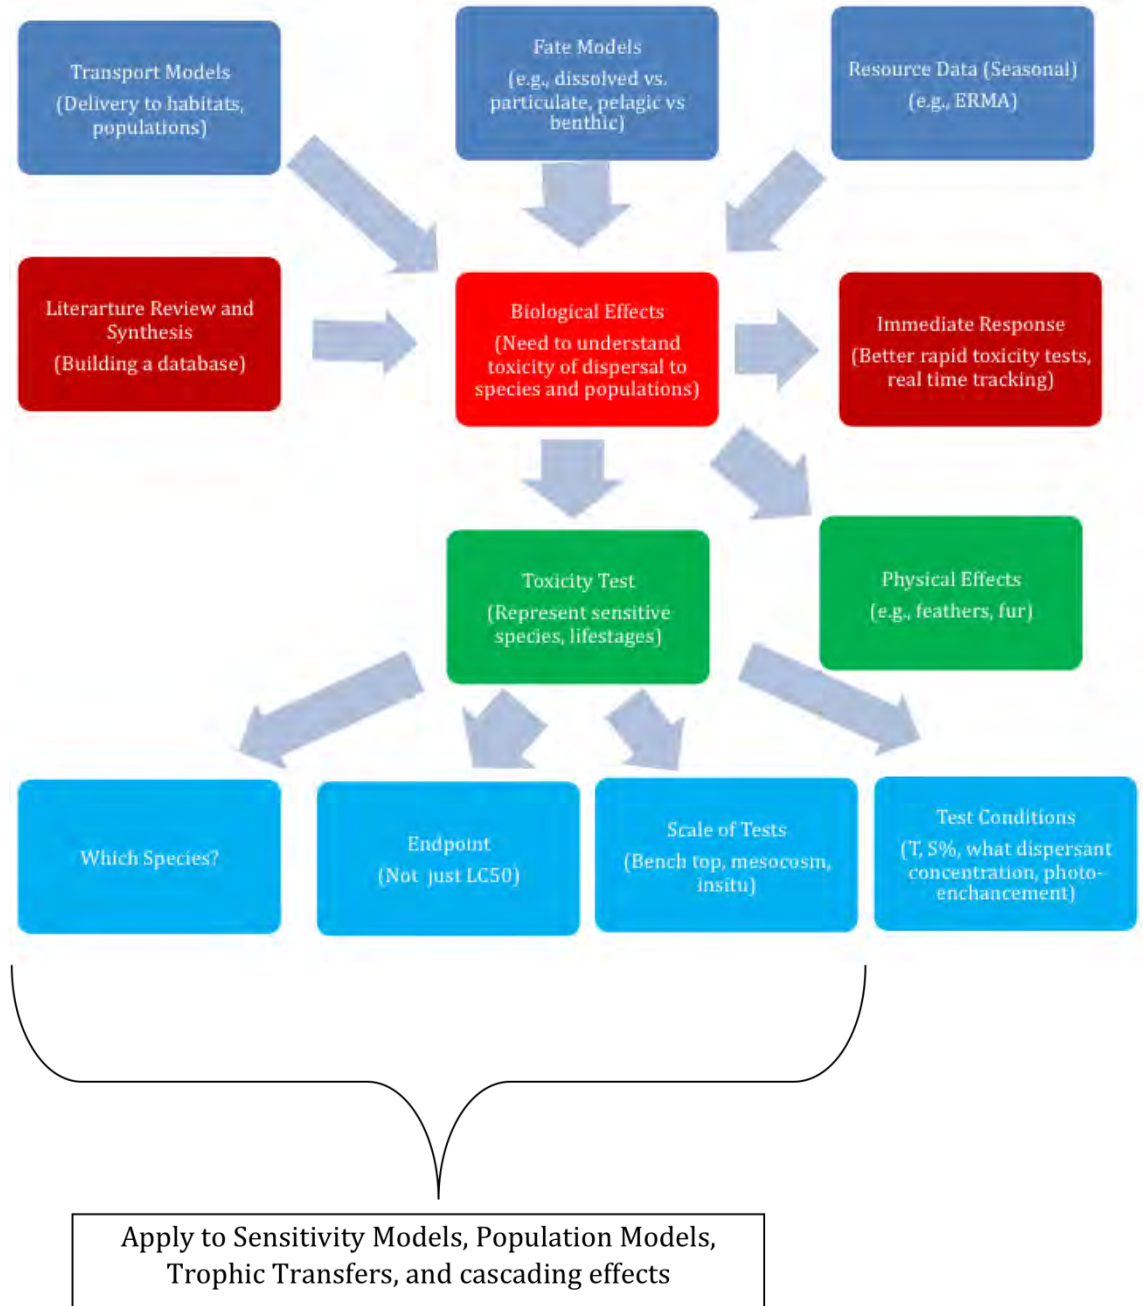 Transport Models
(Delivery to habitats,
populations)
Fate Models
(e.g., dissolved vs.
particulate, pelagic vs
benthic)
Resource Data (Seasonal)
(e.g., ERMA)
Literarture Review and
Synthesis
(Building a database)
Biological Effects
(Need to understand
toxicity of dispersal to
species and populations)
Immediate Response
(Better rapid toxicity tests,
real time tracking)
Toxicity Test
(Represent sensitive
species, lifestages)
Physical Effects
(e.g., feathers, fur)
Which Species?
Endpoint
(Not just LC50)
Scale of Tests
(Bench top, mesocosm,
insitu)
Test Conditions
(T, S%, what dispersant
concentration, photo-
enchancement)
Apply to Sensitivity Models, Population Models,
Trophic Transfers, and cascading effects